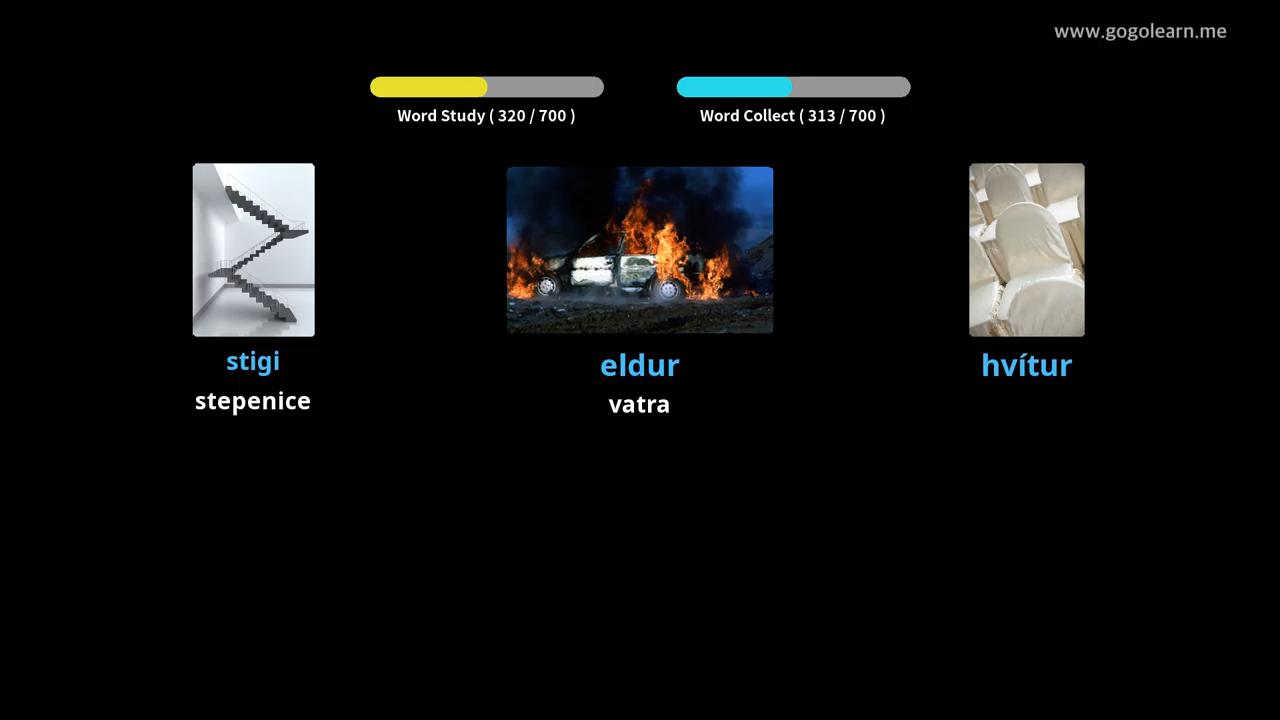 www.gogolearn.me
Word Study ( 320 / 700 )
Word Collect ( 313 / 700 )
stigi
stepenice
eldur
vatra
hvítur